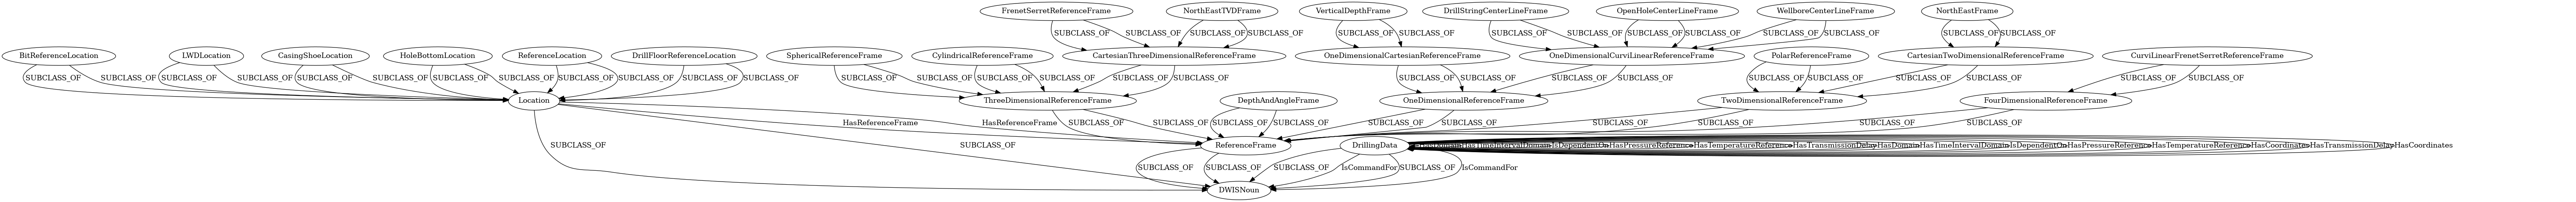 FrenetSerretReferenceFrame NorthEastTVDFrame VerticalDepthFrame DrillStringCenterLineFrame OpenHoleCenterLineFrame WellboreCenterLineFrame NorthEastFrame
SUBCLASS_OF SUBCLASS_OF SUBCLASS_OF SUBCLASS_OF SUBCLASS_OF SUBCLASS_OF SUBCLASS_OF SUBCLASS_OF SUBCLASS_OF SUBCLASS_OF SUBCLASS_OF SUBCLASS_OF SUBCLASS_OF SUBCLASS_OF
BitReferenceLocation LWDLocation CasingShoeLocation HoleBottomLocation ReferenceLocation DrillFloorReferenceLocation SphericalReferenceFrame CylindricalReferenceFrame CartesianThreeDimensionalReferenceFrame OneDimensionalCartesianReferenceFrame OneDimensionalCurviLinearReferenceFrame PolarReferenceFrame CartesianTwoDimensionalReferenceFrame CurviLinearFrenetSerretReferenceFrame
SUBCLASS_OF SUBCLASS_OF SUBCLASS_OF SUBCLASS_OF SUBCLASS_OF SUBCLASS_OF SUBCLASS_OF SUBCLASS_OF SUBCLASS_OF SUBCLASS_OF SUBCLASS_OF SUBCLASS_OF SUBCLASS_OF SUBCLASS_OF SUBCLASS_OF SUBCLASS_OF SUBCLASS_OF SUBCLASS_OF SUBCLASS_OF SUBCLASS_OF SUBCLASS_OF SUBCLASS_OF SUBCLASS_OF SUBCLASS_OF SUBCLASS_OF SUBCLASS_OF SUBCLASS_OF SUBCLASS_OF
Location ThreeDimensionalReferenceFrame DepthAndAngleFrame OneDimensionalReferenceFrame TwoDimensionalReferenceFrame FourDimensionalReferenceFrame
HasReferenceFrame HasReferenceFrame SUBCLASS_OF SUBCLASS_OF SUBCLASS_OF SUBCLASS_OF SUBCLASS_OF SUBCLASS_OF SUBCLASS_OF SUBCLASS_OF SUBCLASS_OF SUBCLASS_OF
SUBCLASS_OF SUBCLASS_OF ReferenceFrame DrillingData HasTimeIntervalDomain IsDependentOn HasPressureReference HasTemperatureReference HasTransmissionDelay HasDomain HasTimeIntervalDomain IsDependentOn HasPressureReference HasTemperatureReference HasCoordinates HasTransmissionDelay HasCoordinates
SUBCLASS_OF SUBCLASS_OF SUBCLASS_OF IsCommandFor SUBCLASS_OF IsCommandFor
DWISNoun